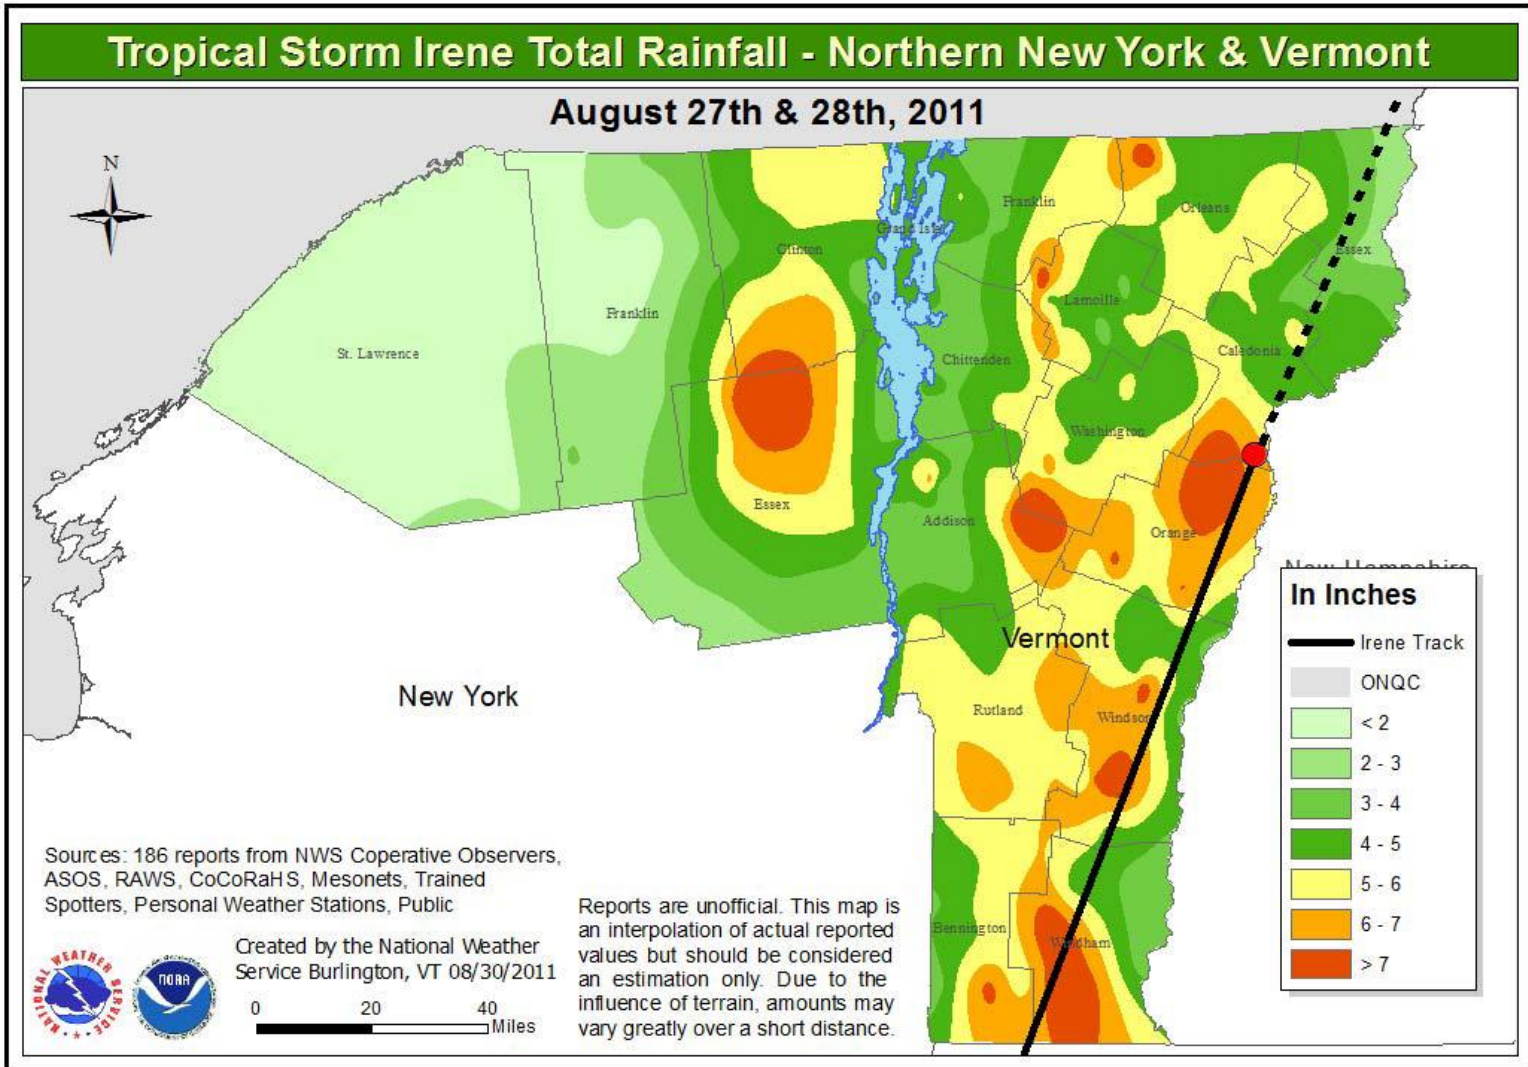 Tropical Storm Irene Total Rainfall - Northern New York & Vermont
August 27th & 28th, 2011
N
Franklin
Orleans
Grand Isle
Clinton
Essex
Lamoille
Franklin
St. Lawrence
Chittenden
Caledonia
Washington
Essex
Addison
Orange
New Hampshire
In Inches
Irene Track
ONQC
< 2
2 - 3
3 - 4
4 - 5
5 - 6
6 - 7
> 7
Vermont
New York
Rutland
Windsor
Bennington
Windham
Sources: 186 reports from NWS Coperative Observers,
ASOS, RAWS, CoCoRaHS, Mesonets, Trained
Spotters, Personal Weather Stations, Public
Reports are unofficial. This map is
an interpolation of actual reported
values but should be considered
an estimation only. Due to the
influence of terrain, amounts may
vary greatly over a short distance.
NATIONAL WEATHER SERVICE
NOAA
Created by the National Weather
Service Burlington, VT 08/30/2011
0 20 40
Miles